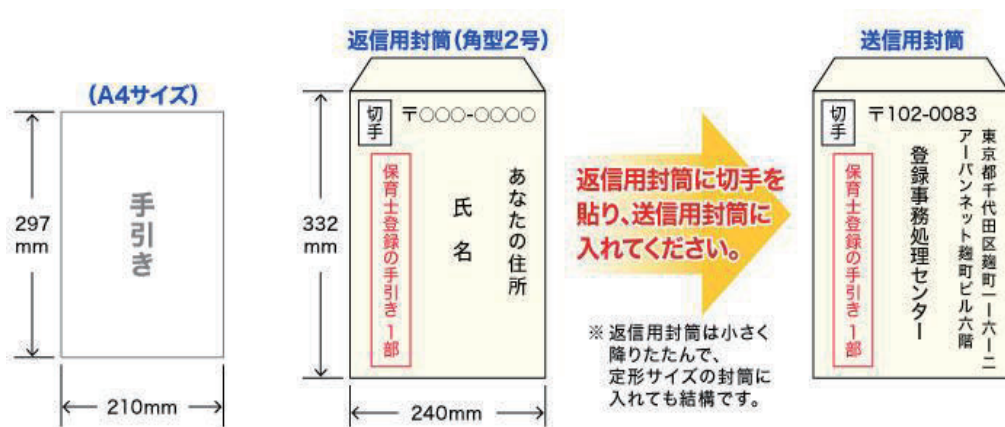 (A4サイズ)
手引き
297
mm
210mm
返信用封筒(角型2号)
切手
〒○○○-○○○○
あなたの住所
氏名
保育士登録の手引き 1部
332
mm
240mm
返信用封筒に切手を
貼り、送信用封筒に
入れてください。
※ 返信用封筒は小さく
降りたたんで、
定形サイズの封筒に
入れても結構です。
送信用封筒
切手
〒102-0083
東京都千代田区麹町一ー六ー二
アーバンネット麹町ビル六階
登録事務処理センター
保育士登録の手引き 1部